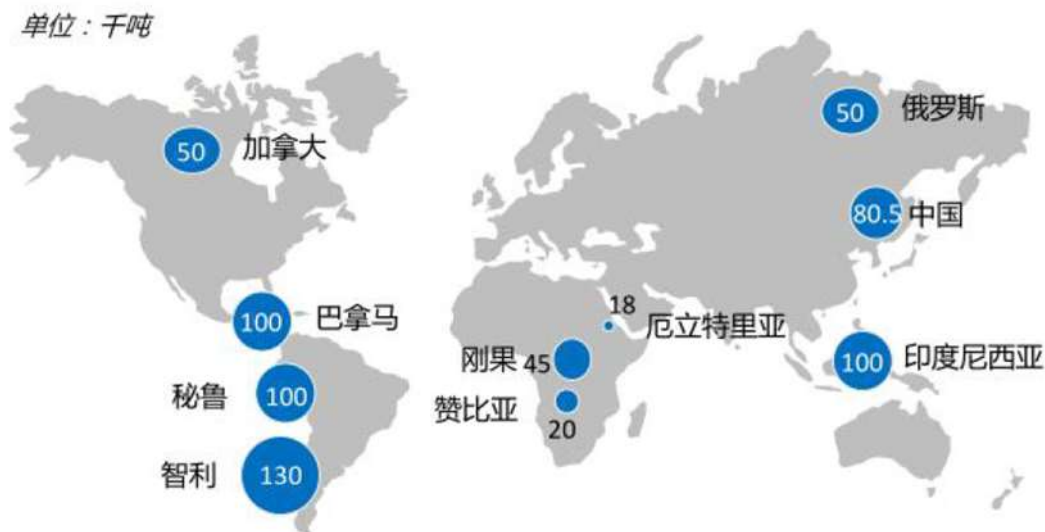 单位：千吨
50 加拿大
50 俄罗斯
80.5 中国
100 巴拿马
18
厄立特里亚
刚果 45
100 印度尼西亚
秘鲁 100
赞比亚
20
智利 130